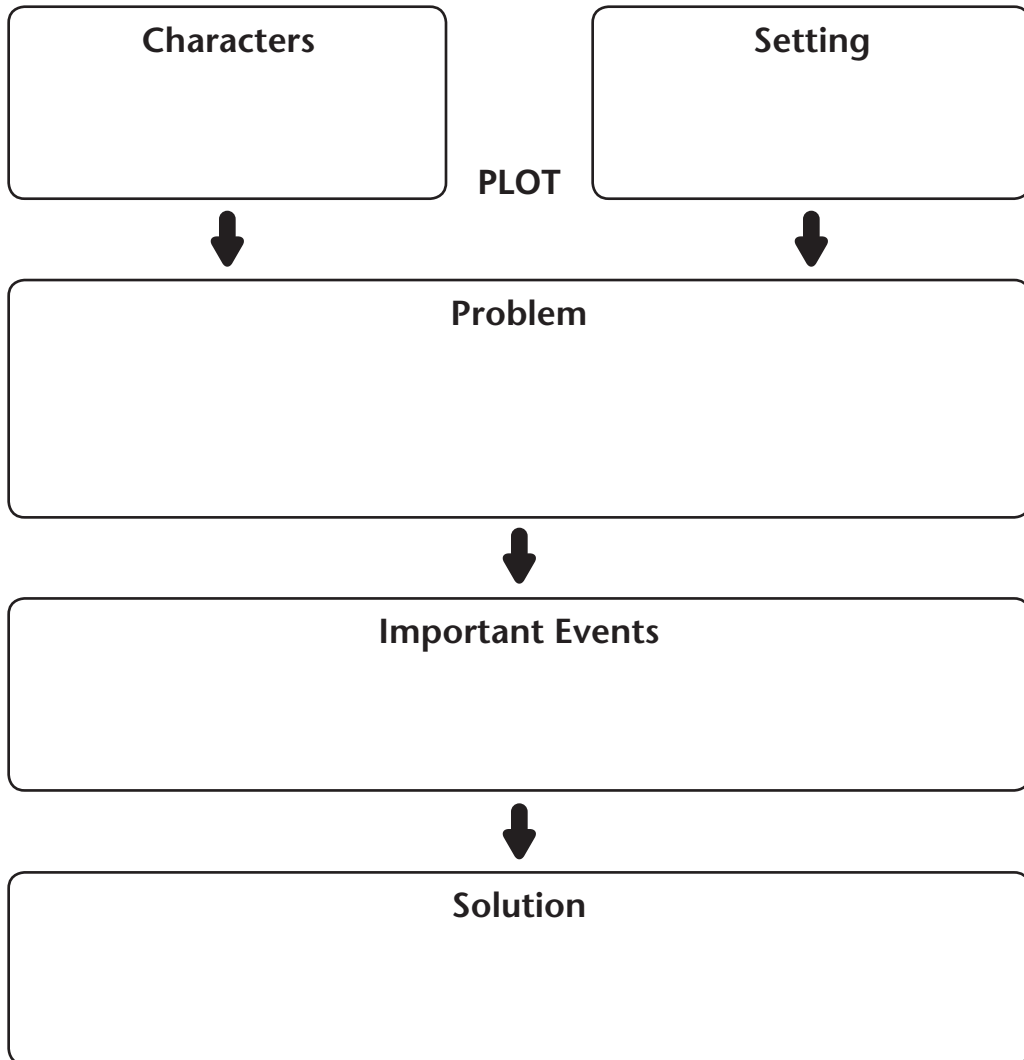 Characters
Setting
PLOT
Problem
Important Events
Solution